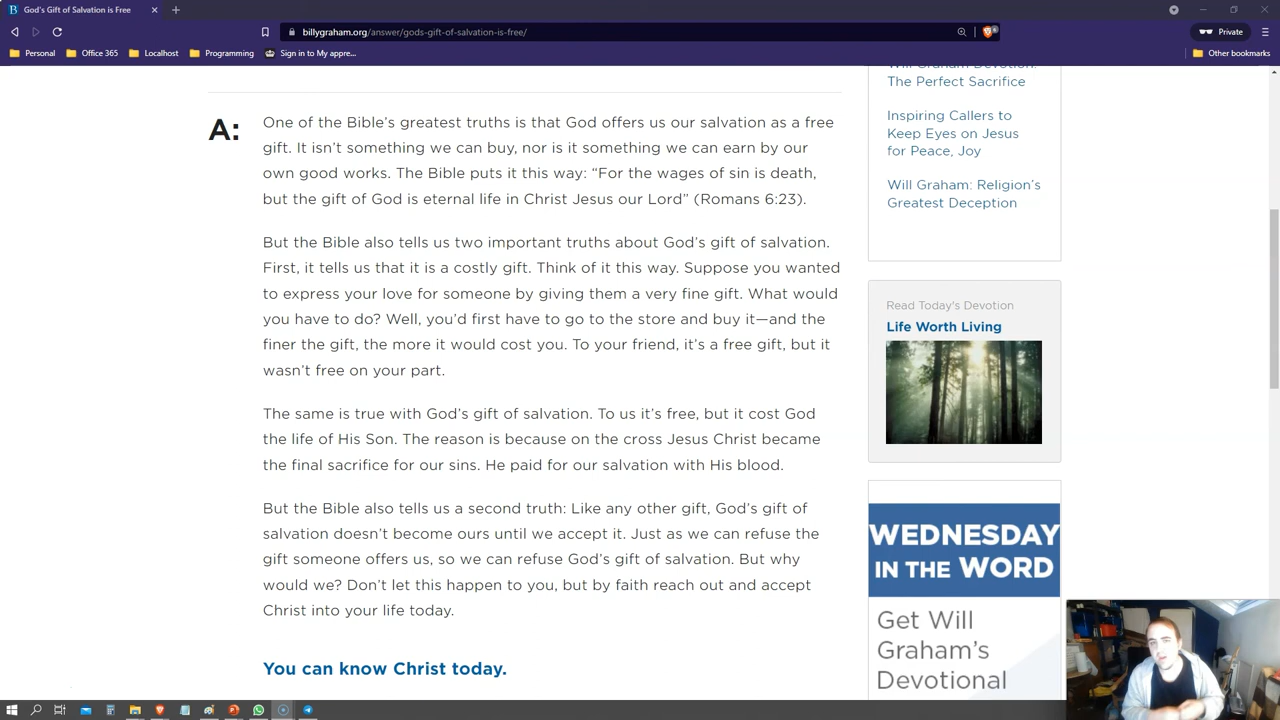 God's Gift of Salvation is Free
billygraham.org/answer/gods-gift-of-salvation-is-free/
Private
Personal
Office 365
Localhost
Programming
Sign in to My appre...
Other bookmarks
A:
One of the Bible’s greatest truths is that God offers us our salvation as a free
gift. It isn’t something we can buy, nor is it something we can earn by our
own good works. The Bible puts it this way: “For the wages of sin is death,
but the gift of God is eternal life in Christ Jesus our Lord” (Romans 6:23).
But the Bible also tells us two important truths about God’s gift of salvation.
First, it tells us that it is a costly gift. Think of it this way. Suppose you wanted
to express your love for someone by giving them a very fine gift. What would
you have to do? Well, you’d first have to go to the store and buy it—and the
finer the gift, the more it would cost you. To your friend, it’s a free gift, but it
wasn’t free on your part.
The same is true with God’s gift of salvation. To us it’s free, but it cost God
the life of His Son. The reason is because on the cross Jesus Christ became
the final sacrifice for our sins. He paid for our salvation with His blood.
But the Bible also tells us a second truth: Like any other gift, God’s gift of
salvation doesn’t become ours until we accept it. Just as we can refuse the
gift someone offers us, so we can refuse God’s gift of salvation. But why
would we? Don’t let this happen to you, but by faith reach out and accept
Christ into your life today.
You can know Christ today.
Will Graham Devotion:
The Perfect Sacrifice
Inspiring Callers to
Keep Eyes on Jesus
for Peace, Joy
Will Graham: Religion’s
Greatest Deception
Read Today's Devotion
Life Worth Living
WEDNESDAY
IN THE WORD
Get Will
Graham’s
Devotional